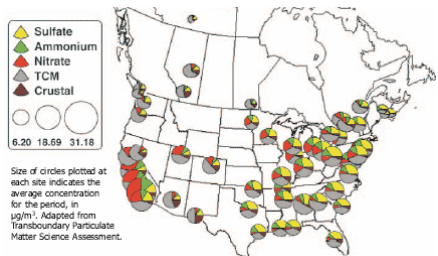 Sulfate
Ammonium
Nitrate
TCM
Crustal
6.20 18.69 31.18
Size of circles plotted at
each site indicates the
average concentration
for the period, in
µg/m³. Adapted from
Transboundary Particulate
Matter Science Assessment.